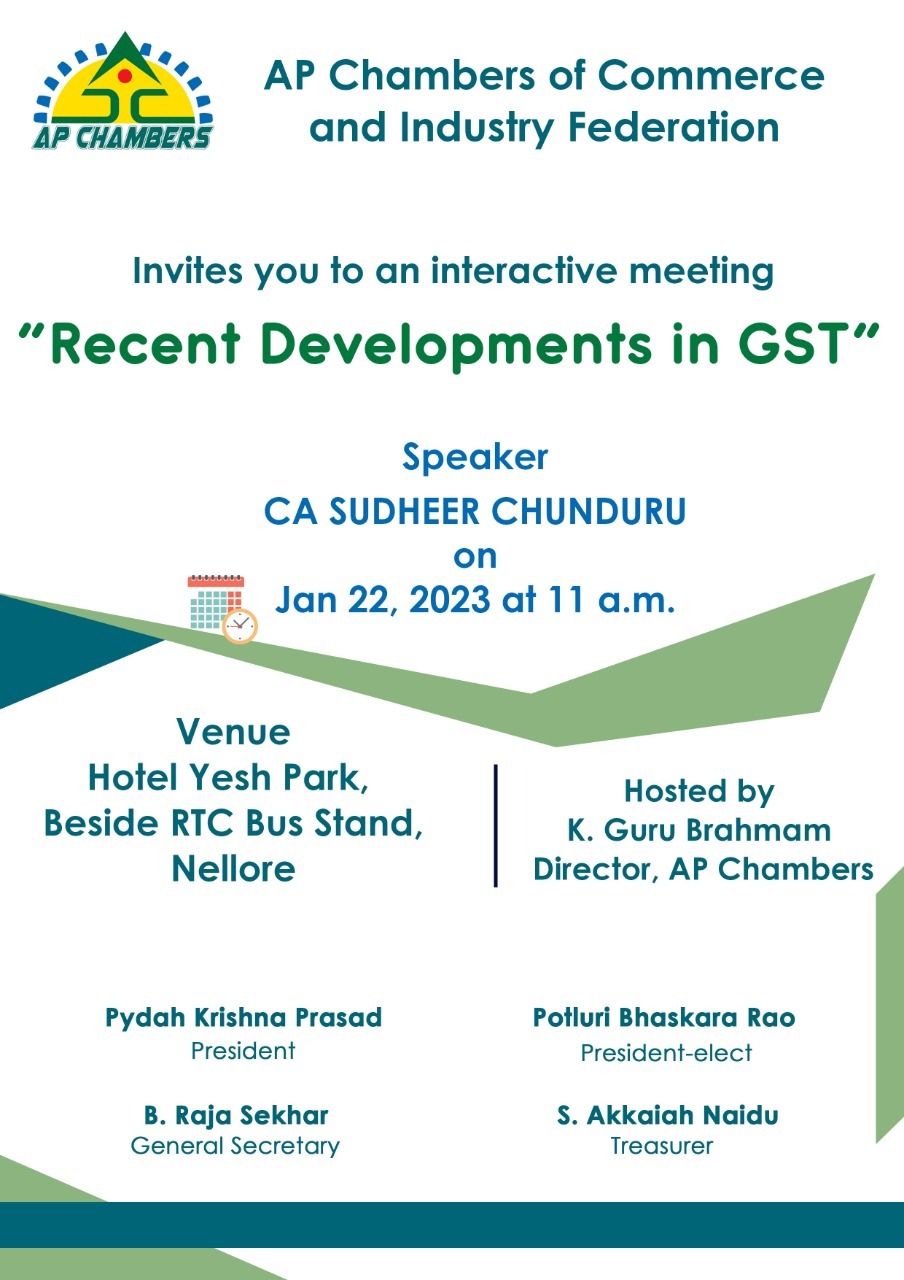 AP CHAMBERS
AP Chambers of Commerce
and Industry Federation
Invites you to an interactive meeting
"Recent Developments in GST"
Speaker
CA SUDHEER CHUNDURU
on
Jan 22, 2023 at 11 a.m.
Venue
Hotel Yesh Park,
Beside RTC Bus Stand,
Nellore
Hosted by
K. Guru Brahmam
Director, AP Chambers
Pydah Krishna Prasad
President
Potluri Bhaskara Rao
President-elect
B. Raja Sekhar
General Secretary
S. Akkaiah Naidu
Treasurer